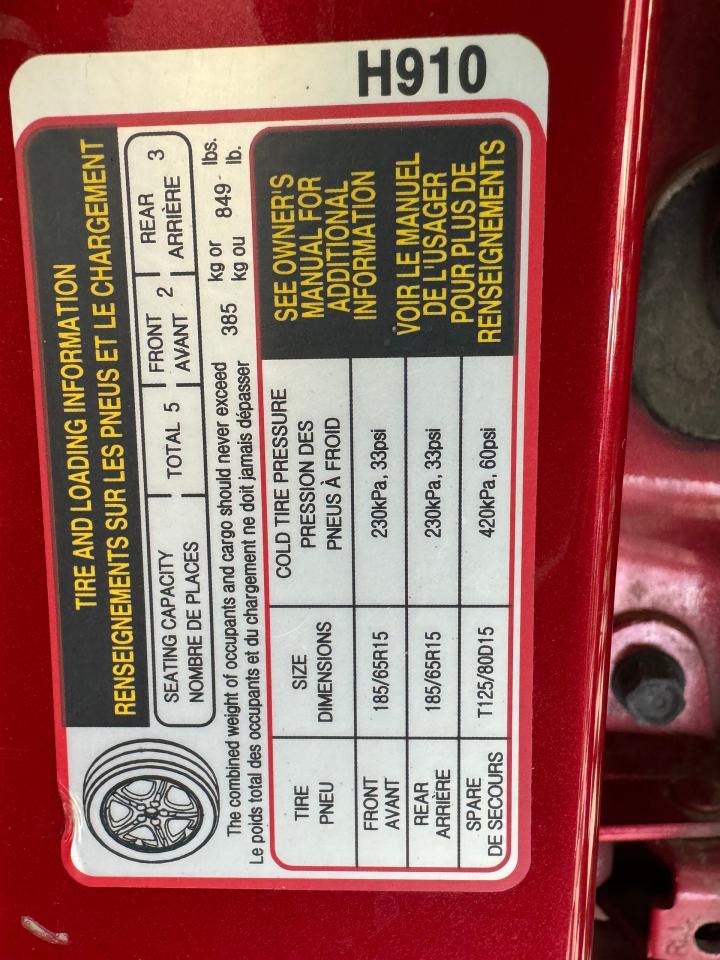 H910
TIRE AND LOADING INFORMATION
RENSEIGNEMENTS SUR LES PNEUS ET LE CHARGEMENT
SEATING CAPACITY TOTAL 5 FRONT 2 REAR 3
NOMBRE DE PLACES AVANT ARRIÈRE
The combined weight of occupants and cargo should never exceed 385 kg or 849 lbs.
Le poids total des occupants et du chargement ne doit jamais dépasser kg ou lb.
TIRE SIZE COLD TIRE PRESSURE
PNEU DIMENSIONS PRESSION DES
PNEUS À FROID
FRONT 185/65R15 230kPa, 33psi
AVANT
REAR 185/65R15 230kPa, 33psi
ARRIÈRE
SPARE T125/80D15 420kPa, 60psi
DE SECOURS
SEE OWNER'S
MANUAL FOR
ADDITIONAL
INFORMATION
VOIR LE MANUEL
DE L'USAGER
POUR PLUS DE
RENSEIGNEMENTS